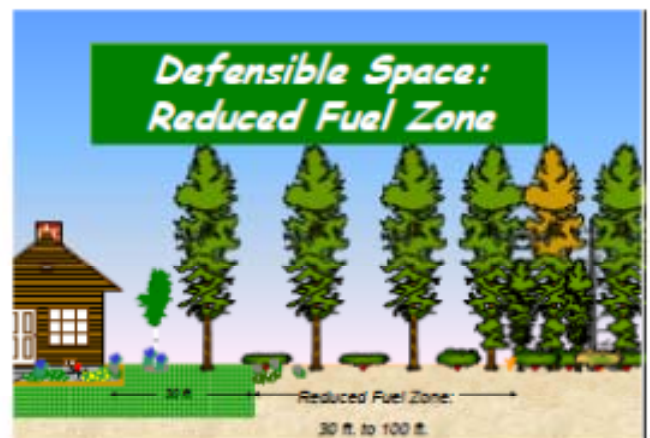 Defensible Space:
Reduced Fuel Zone
30 ft.
Reduced Fuel Zone:
30 ft. to 100 ft.